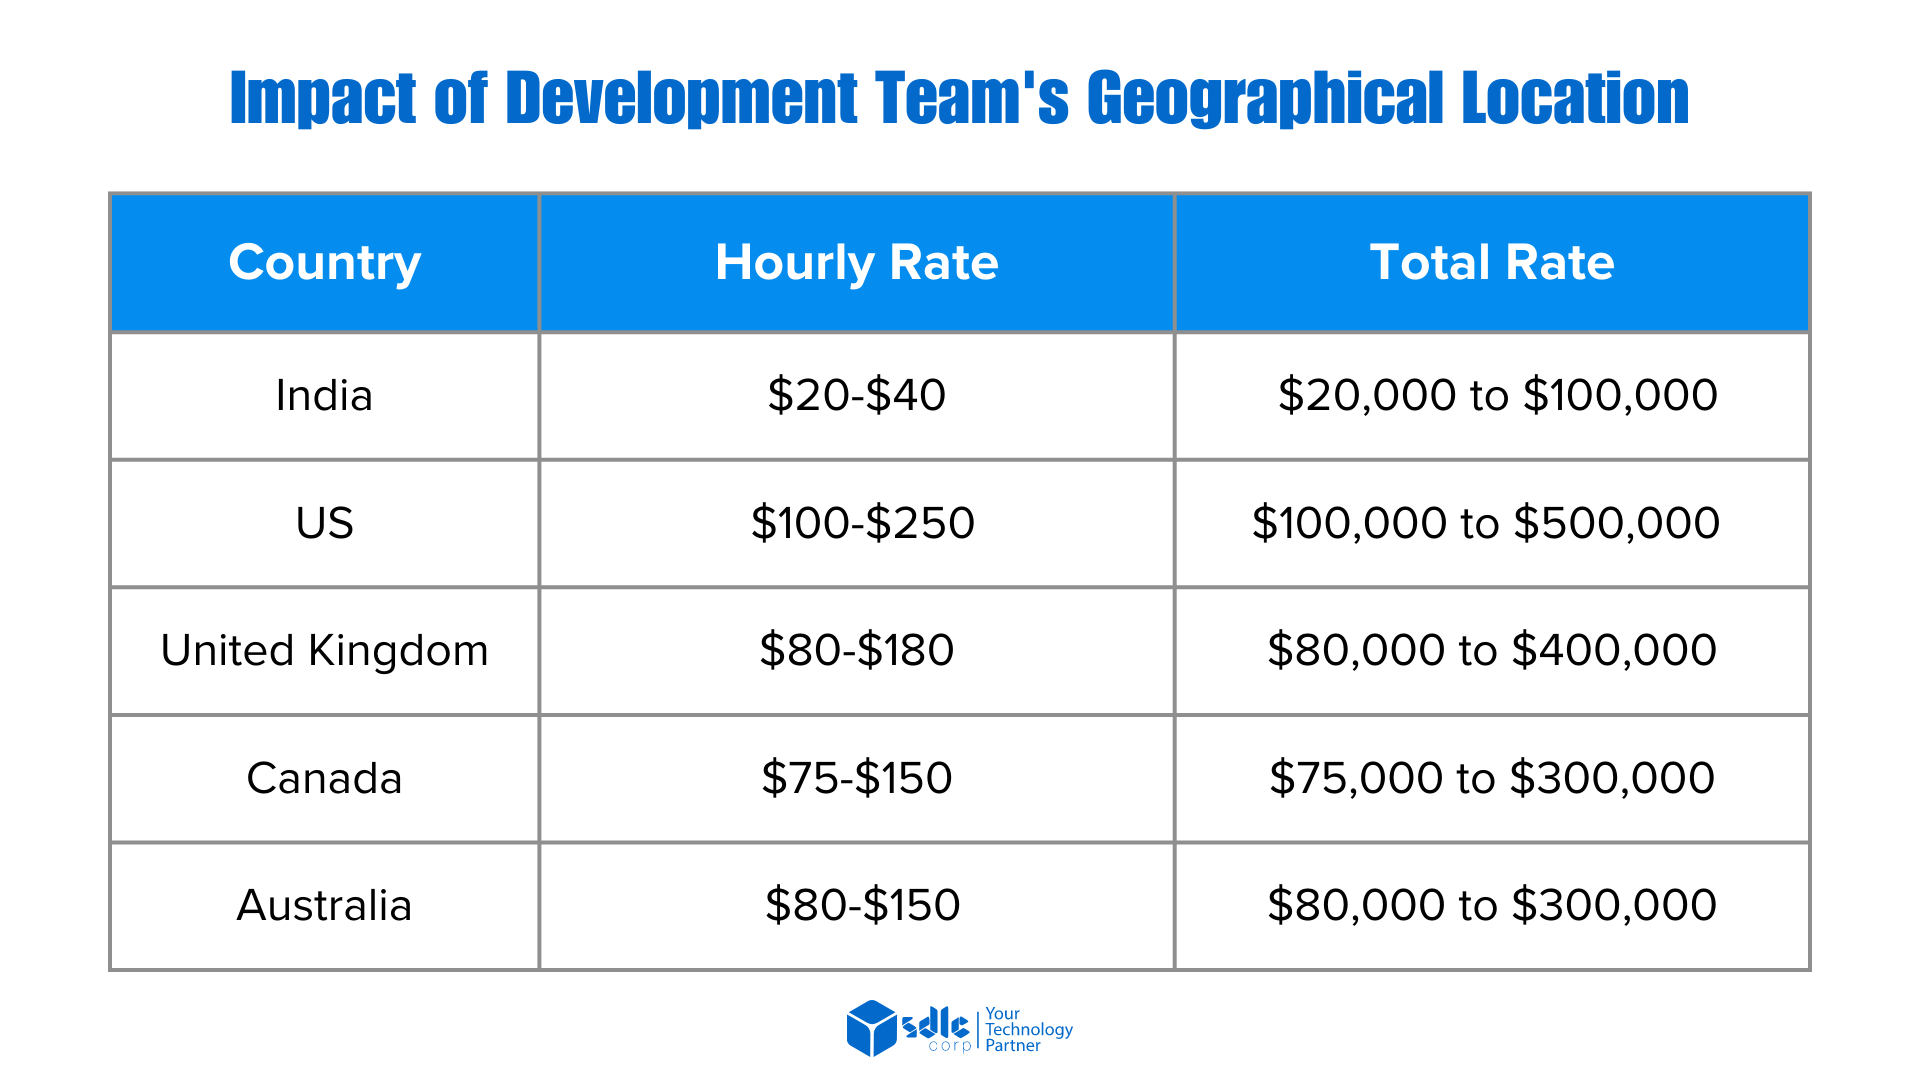 Impact of Development Team's Geographical Location
Country Hourly Rate Total Rate
India $20-$40 $20,000 to $100,000
US $100-$250 $100,000 to $500,000
United Kingdom $80-$180 $80,000 to $400,000
Canada $75-$150 $75,000 to $300,000
Australia $80-$150 $80,000 to $300,000
sdlc
corp
Your
Technology
Partner